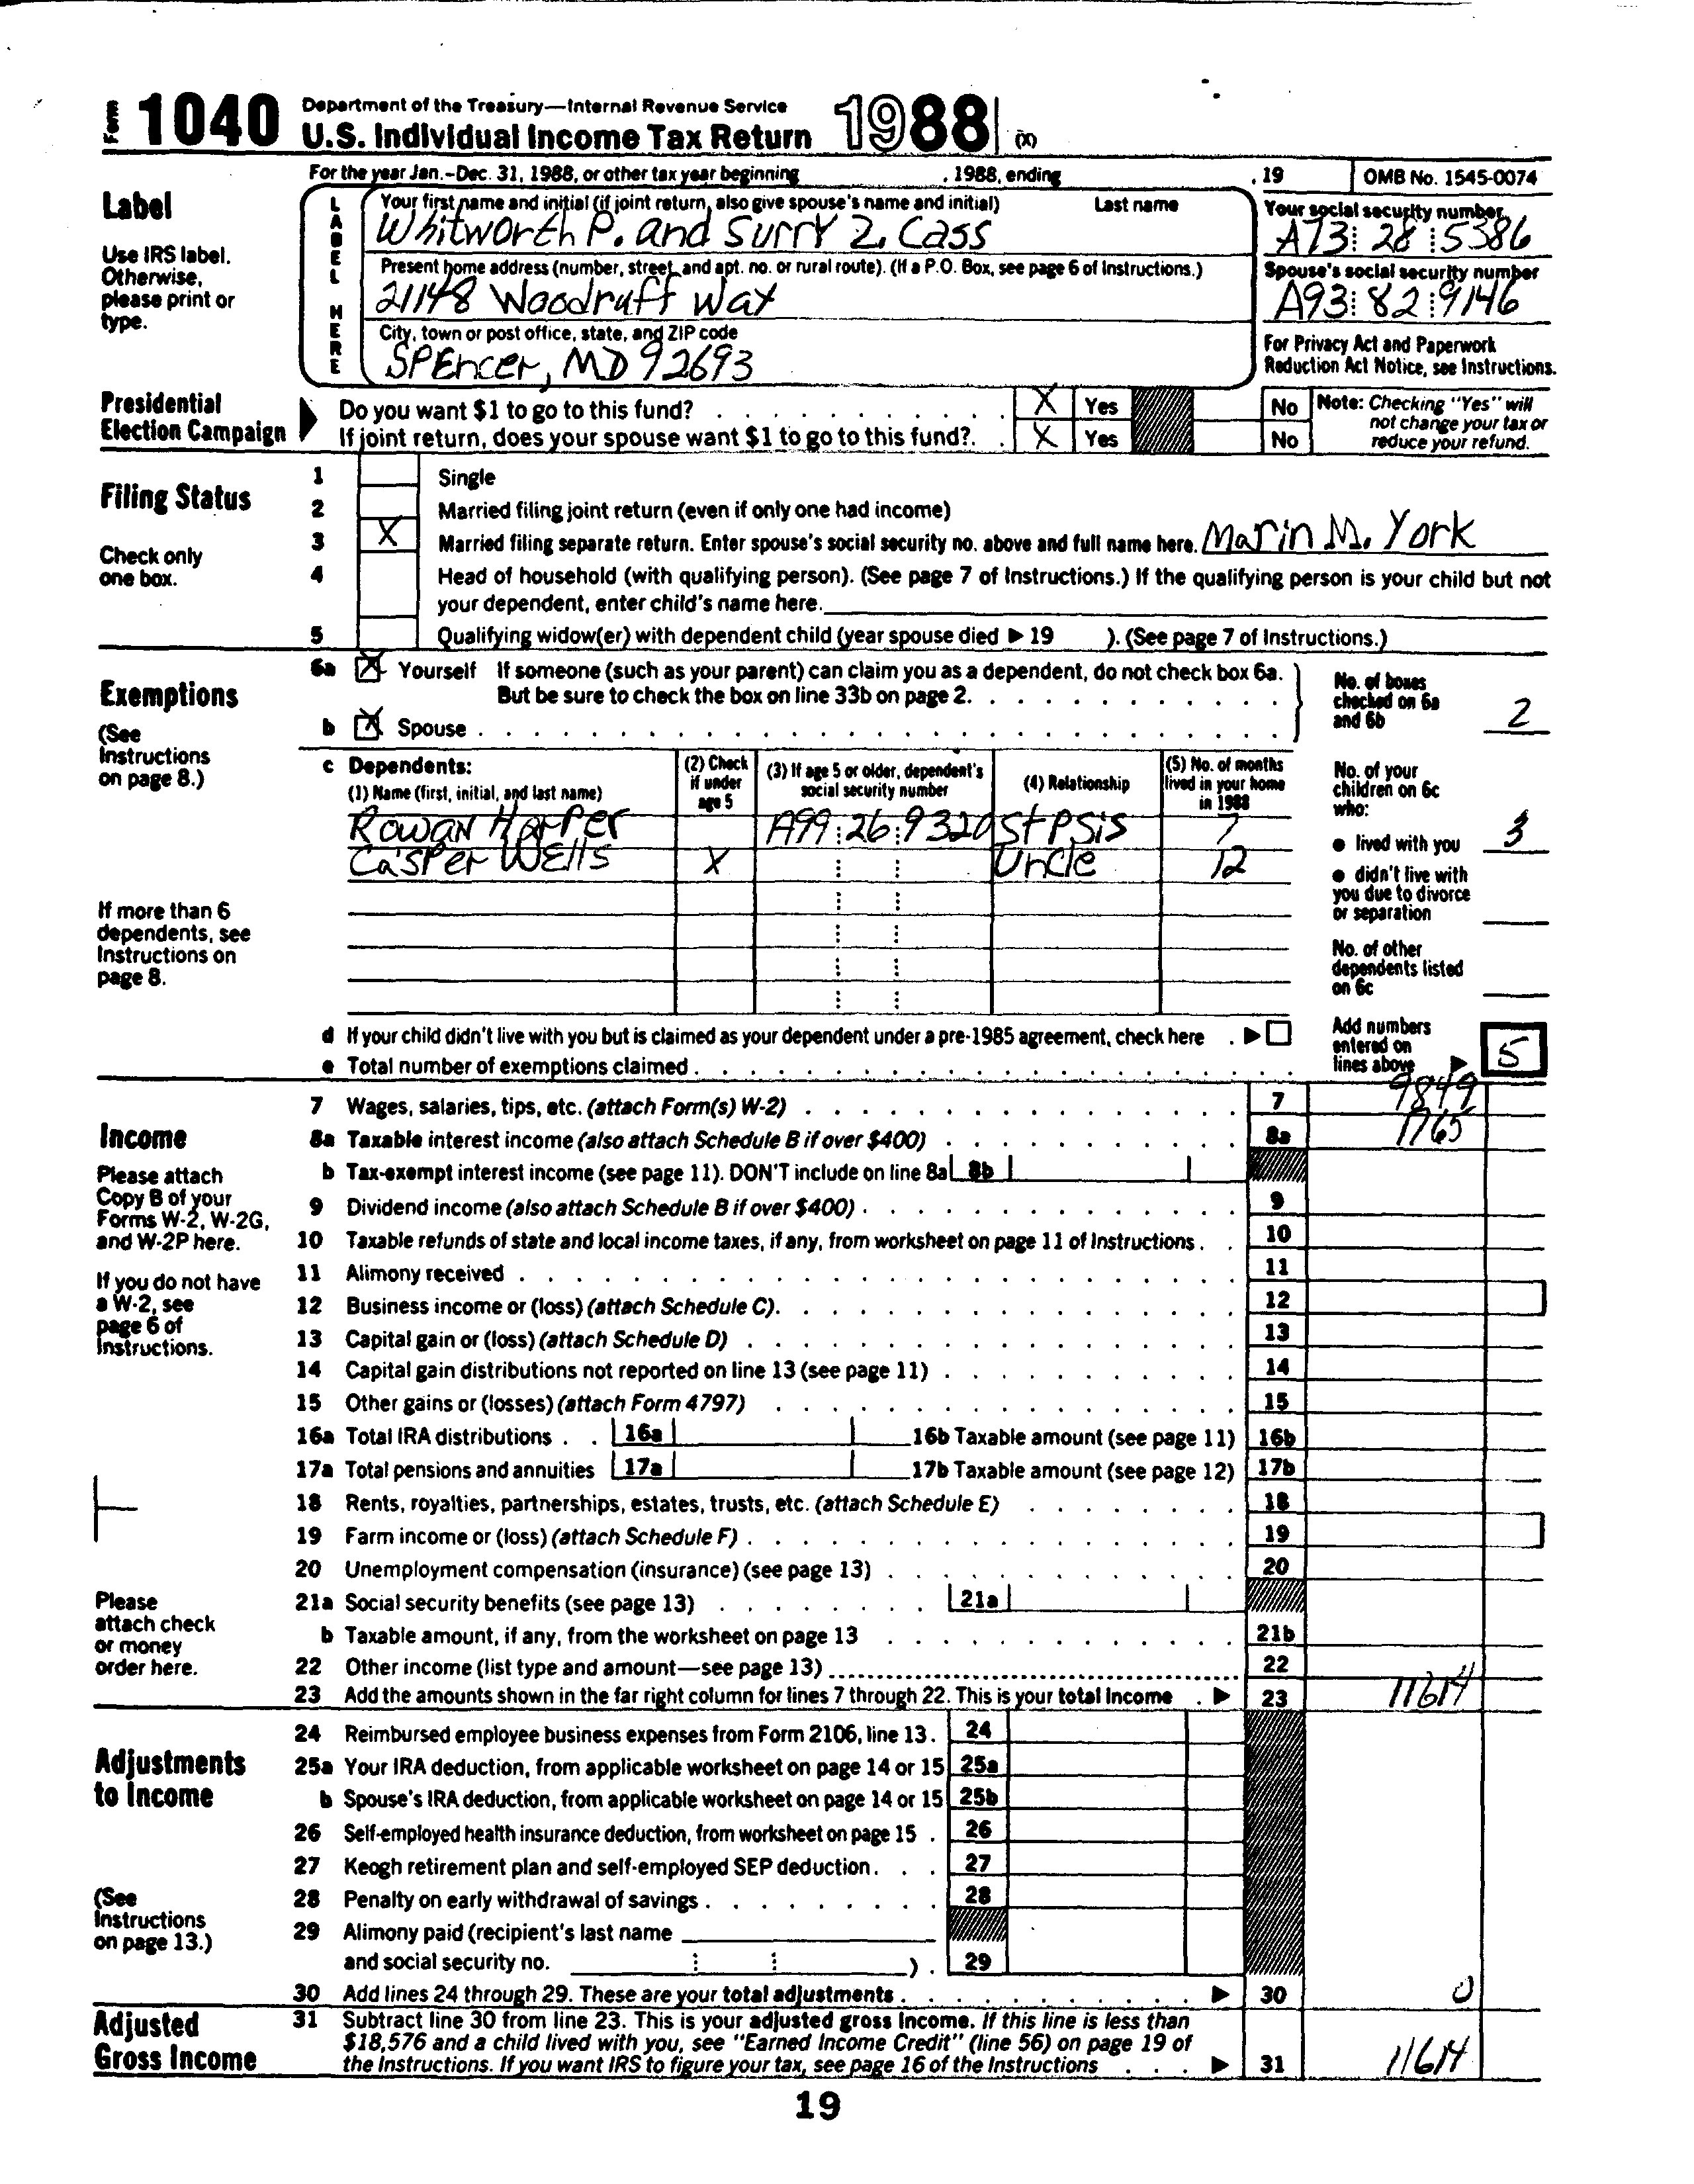 Form 1040 Department of the Treasury—Internal Revenue Service
U.S. Individual Income Tax Return 1988 (X)
For the year Jan.-Dec. 31, 1988, or other tax year beginning , 1988, ending , 19 OMB No. 1545-0074
Label
Use IRS label. Otherwise, please print or type.
LABEL HERE
Your first name and initial (if joint return, also give spouse's name and initial) Last name
Whitworth P. and Surry Z. Cass
Your social security number
A73 28 5386
Present home address (number, street, and apt. no. or rural route). (If a P.O. Box, see page 6 of Instructions.)
21148 Woodruff Way
Spouse's social security number
A93 82 9146
City, town or post office, state, and ZIP code
Spencer, MD 92693
For Privacy Act and Paperwork Reduction Act Notice, see Instructions.
Presidential Election Campaign
Do you want $1 to go to this fund? X Yes No
If joint return, does your spouse want $1 to go to this fund? X Yes No
Note: Checking "Yes" will not change your tax or reduce your refund.
Filing Status
Check only one box.
1 Single
2 Married filing joint return (even if only one had income)
3 X Married filing separate return. Enter spouse's social security no. above and full name here. Marin M. York
4 Head of household (with qualifying person). (See page 7 of Instructions.) If the qualifying person is your child but not
your dependent, enter child's name here.
5 Qualifying widow(er) with dependent child (year spouse died ▶ 19 ). (See page 7 of Instructions.)
Exemptions
(See Instructions on page 8.)
6a X Yourself If someone (such as your parent) can claim you as a dependent, do not check box 6a.
But be sure to check the box on line 33b on page 2.
b X Spouse
No. of boxes checked on 6a and 6b 2
c Dependents:
(1) Name (first, initial, and last name) (2) Check if under age 5 (3) If age 5 or older, dependent's social security number (4) Relationship (5) No. of months lived in your home in 1988
Rowan Harper A99 26 9320 Stpsis 7
Casper Wells X Uncle 12
No. of your children on 6c who:
● lived with you 3
● didn't live with you due to divorce or separation
No. of other dependents listed on 6c
If more than 6 dependents, see Instructions on page 8.
d If your child didn't live with you but is claimed as your dependent under a pre-1985 agreement, check here ▶
e Total number of exemptions claimed
Add numbers entered on lines above ▶ 5
Income
Please attach Copy B of your Forms W-2, W-2G, and W-2P here.
If you do not have a W-2, see page 6 of Instructions.
7 Wages, salaries, tips, etc. (attach Form(s) W-2) 7 9849
8a Taxable interest income (also attach Schedule B if over $400) 8a 1765
b Tax-exempt interest income (see page 11). DON'T include on line 8a 8b
9 Dividend income (also attach Schedule B if over $400) 9
10 Taxable refunds of state and local income taxes, if any, from worksheet on page 11 of Instructions. 10
11 Alimony received 11
12 Business income or (loss) (attach Schedule C). 12
13 Capital gain or (loss) (attach Schedule D) 13
14 Capital gain distributions not reported on line 13 (see page 11) 14
15 Other gains or (losses) (attach Form 4797) 15
16a Total IRA distributions 16a 16b Taxable amount (see page 11) 16b
17a Total pensions and annuities 17a 17b Taxable amount (see page 12) 17b
18 Rents, royalties, partnerships, estates, trusts, etc. (attach Schedule E) 18
19 Farm income or (loss) (attach Schedule F) 19
20 Unemployment compensation (insurance) (see page 13) 20
21a Social security benefits (see page 13) 21a
b Taxable amount, if any, from the worksheet on page 13 21b
22 Other income (list type and amount—see page 13) 22
23 Add the amounts shown in the far right column for lines 7 through 22. This is your total income ▶ 23 11614
Please attach check or money order here.
Adjustments to Income
(See Instructions on page 13.)
24 Reimbursed employee business expenses from Form 2106, line 13. 24
25a Your IRA deduction, from applicable worksheet on page 14 or 15 25a
b Spouse's IRA deduction, from applicable worksheet on page 14 or 15 25b
26 Self-employed health insurance deduction, from worksheet on page 15 26
27 Keogh retirement plan and self-employed SEP deduction 27
28 Penalty on early withdrawal of savings 28
29 Alimony paid (recipient's last name
and social security no. ) 29
30 Add lines 24 through 29. These are your total adjustments ▶ 30 0
Adjusted Gross Income
31 Subtract line 30 from line 23. This is your adjusted gross income. If this line is less than
$18,576 and a child lived with you, see "Earned Income Credit" (line 56) on page 19 of
the Instructions. If you want IRS to figure your tax, see page 16 of the Instructions ▶ 31 11614
19